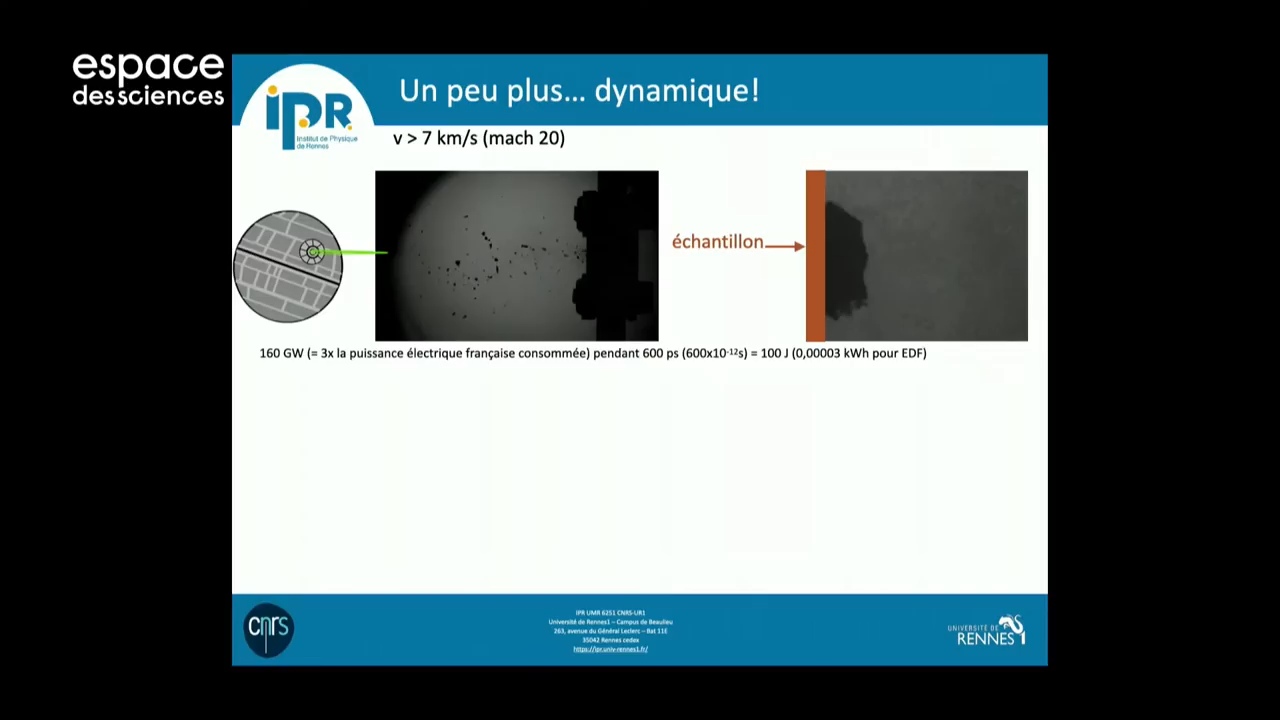 espace
des sciences
Un peu plus... dynamique!
iPR
Institut de Physique
de Rennes
v > 7 km/s (mach 20)
échantillon
160 GW (= 3x la puissance électrique française consommée) pendant 600 ps (600x10⁻¹²s) = 100 J (0,00003 kWh pour EDF)
cnrs
IPR UMR 6251 CNRS-UR1
Université de Rennes1 – Campus de Beaulieu
263, avenue du Général Leclerc – Bat 11E
35042 Rennes cedex
https://ipr.univ-rennes1.fr/
UNIVERSITÉ DE
RENNES 1